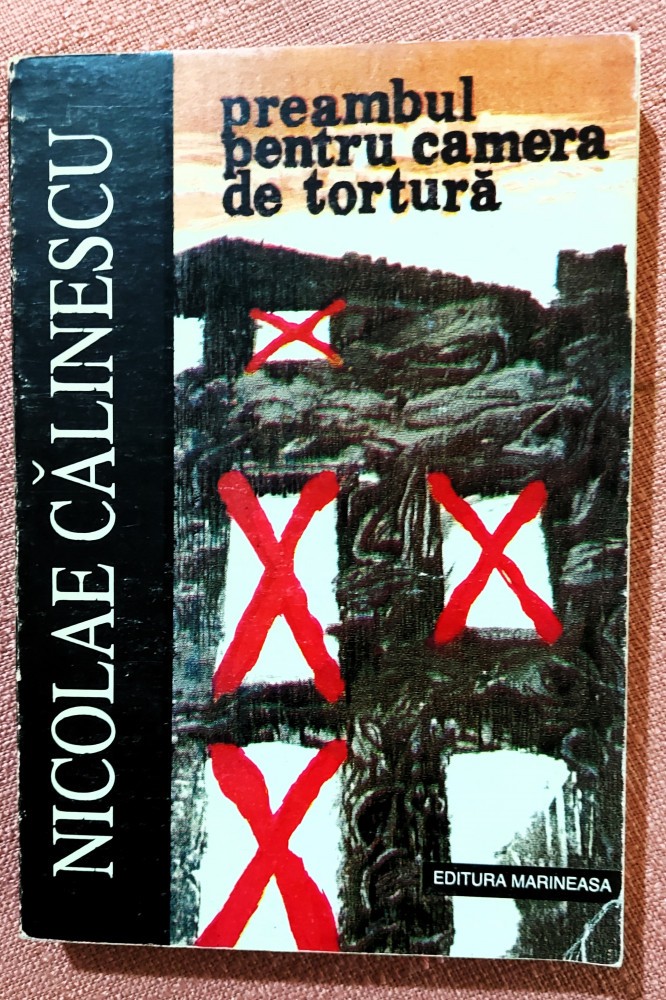 NICOLAE CĂLINESCU
preambul
pentru camera
de tortură
EDITURA MARINEASA